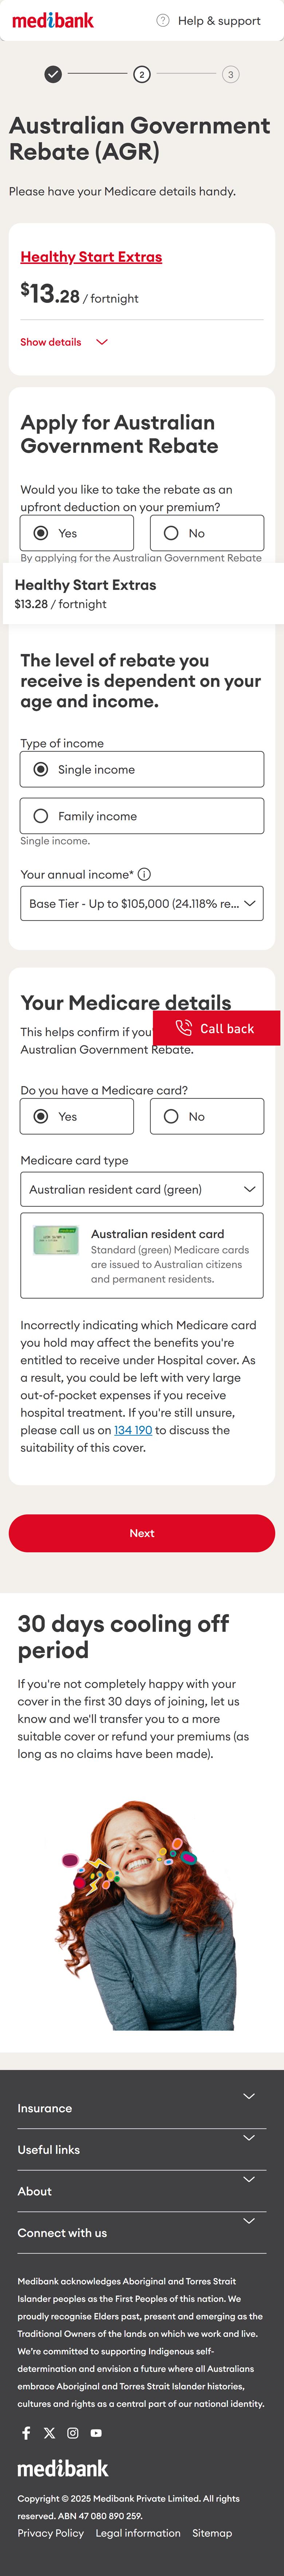 medibank
? Help & support
2
3
Australian Government
Rebate (AGR)
Please have your Medicare details handy.
Healthy Start Extras
$13.28 / fortnight
Show details
Apply for Australian
Government Rebate
Would you like to take the rebate as an
upfront deduction on your premium?
Yes
No
By applying for the Australian Government Rebate
Healthy Start Extras
$13.28 / fortnight
The level of rebate you
receive is dependent on your
age and income.
Type of income
Single income
Family income
Single income.
Your annual income* i
Base Tier - Up to $105,000 (24.118% re...
Your Medicare details
This helps confirm if you'
Call back
Australian Government Rebate.
Do you have a Medicare card?
Yes
No
Medicare card type
Australian resident card (green)
Australian resident card
Standard (green) Medicare cards
are issued to Australian citizens
and permanent residents.
Incorrectly indicating which Medicare card
you hold may affect the benefits you're
entitled to receive under Hospital cover. As
a result, you could be left with very large
out-of-pocket expenses if you receive
hospital treatment. If you're still unsure,
please call us on 134 190 to discuss the
suitability of this cover.
Next
30 days cooling off
period
If you're not completely happy with your
cover in the first 30 days of joining, let us
know and we'll transfer you to a more
suitable cover or refund your premiums (as
long as no claims have been made).
Insurance
Useful links
About
Connect with us
Medibank acknowledges Aboriginal and Torres Strait
Islander peoples as the First Peoples of this nation. We
proudly recognise Elders past, present and emerging as the
Traditional Owners of the lands on which we work and live.
We're committed to supporting Indigenous self-
determination and envision a future where all Australians
embrace Aboriginal and Torres Strait Islander histories,
cultures and rights as a central part of our national identity.
medibank
Copyright © 2025 Medibank Private Limited. All rights
reserved. ABN 47 080 890 259.
Privacy Policy Legal information Sitemap